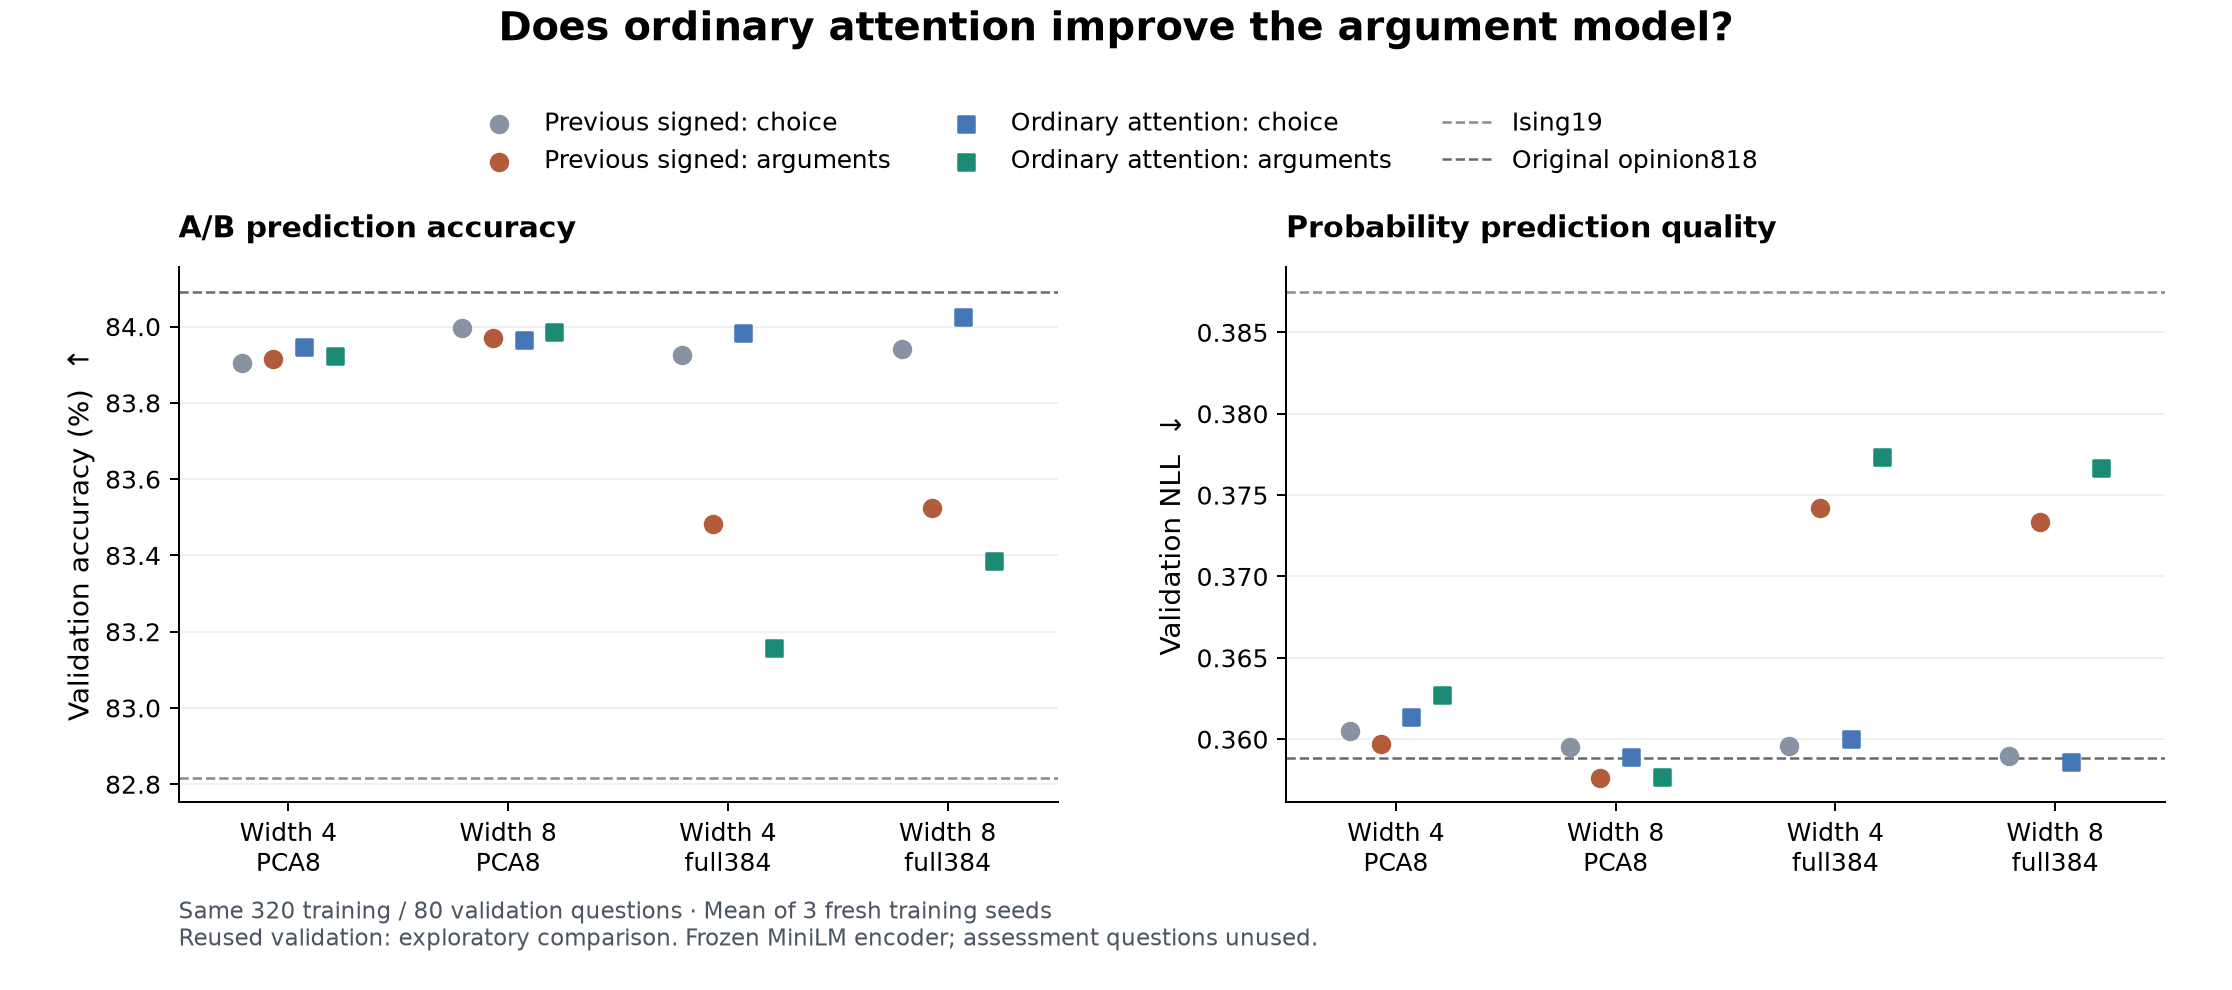 Does ordinary attention improve the argument model?
Previous signed: choice
Previous signed: arguments
Ordinary attention: choice
Ordinary attention: arguments
Ising19
Original opinion818
A/B prediction accuracy
Validation accuracy (%) ↑
84.0
83.8
83.6
83.4
83.2
83.0
82.8
Width 4
PCA8
Width 8
PCA8
Width 4
full384
Width 8
full384
Probability prediction quality
Validation NLL ↓
0.385
0.380
0.375
0.370
0.365
0.360
Width 4
PCA8
Width 8
PCA8
Width 4
full384
Width 8
full384
Same 320 training / 80 validation questions · Mean of 3 fresh training seeds
Reused validation: exploratory comparison. Frozen MiniLM encoder; assessment questions unused.